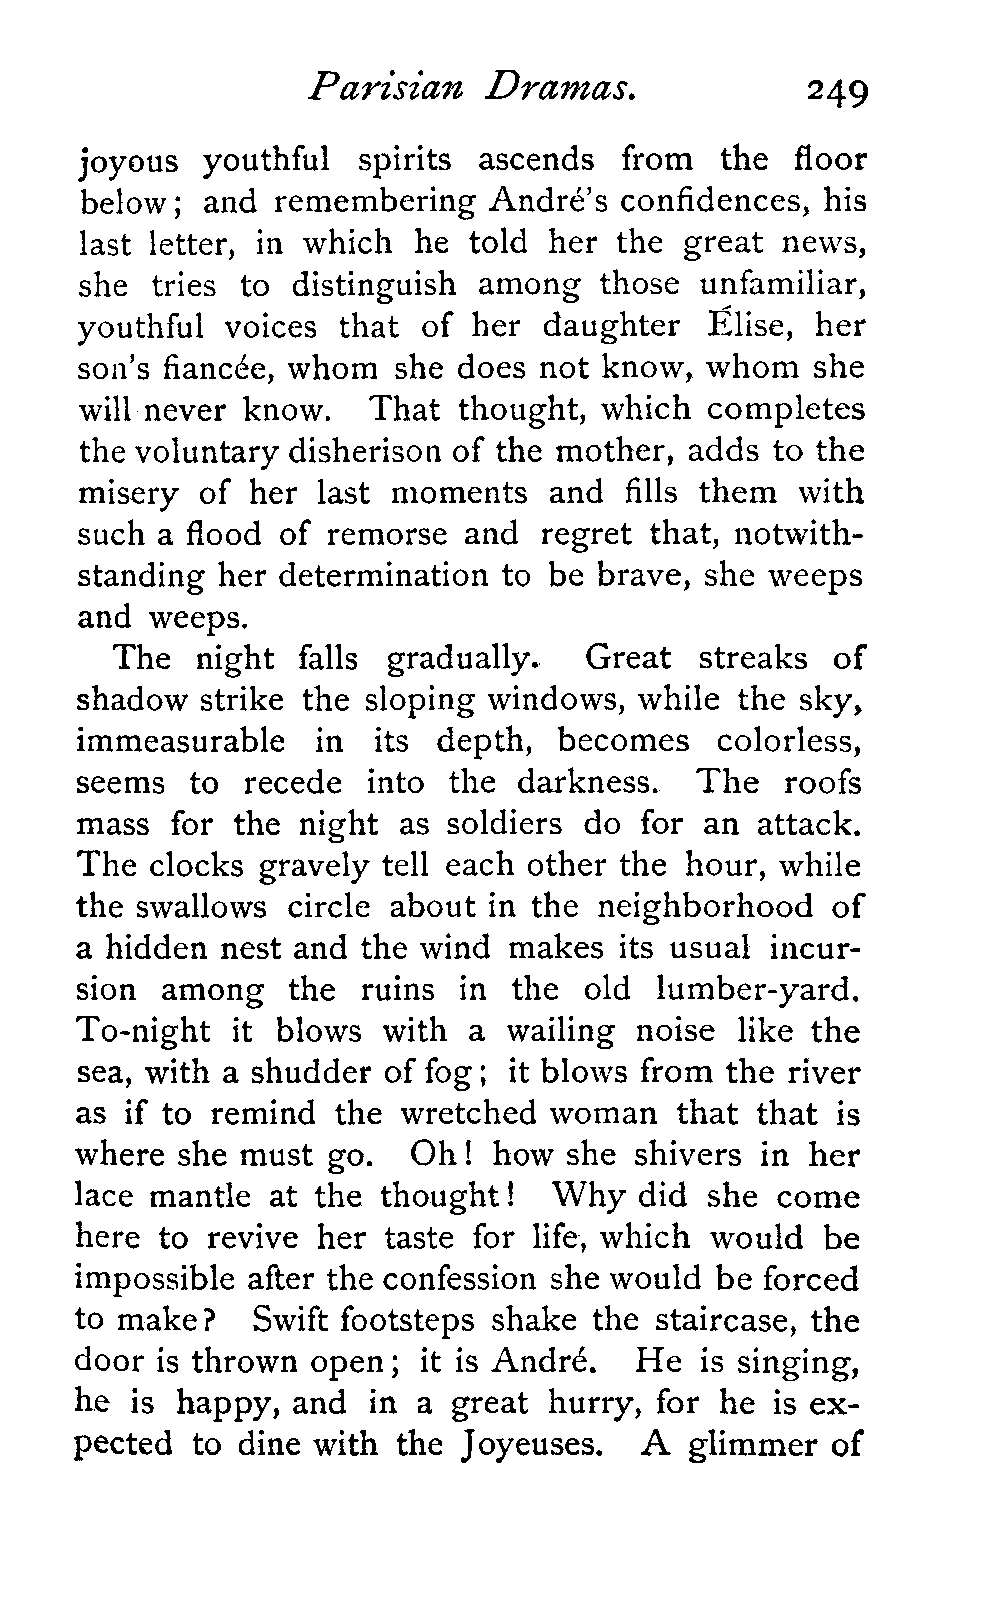 Parisian Dramas. 249
joyous youthful spirits ascends from the floor
below; and remembering André's confidences, his
last letter, in which he told her the great news,
she tries to distinguish among those unfamiliar,
youthful voices that of her daughter Élise, her
son's fiancée, whom she does not know, whom she
will never know. That thought, which completes
the voluntary disherison of the mother, adds to the
misery of her last moments and fills them with
such a flood of remorse and regret that, notwith-
standing her determination to be brave, she weeps
and weeps.
The night falls gradually. Great streaks of
shadow strike the sloping windows, while the sky,
immeasurable in its depth, becomes colorless,
seems to recede into the darkness. The roofs
mass for the night as soldiers do for an attack.
The clocks gravely tell each other the hour, while
the swallows circle about in the neighborhood of
a hidden nest and the wind makes its usual incur-
sion among the ruins in the old lumber-yard.
To-night it blows with a wailing noise like the
sea, with a shudder of fog; it blows from the river
as if to remind the wretched woman that that is
where she must go. Oh! how she shivers in her
lace mantle at the thought! Why did she come
here to revive her taste for life, which would be
impossible after the confession she would be forced
to make? Swift footsteps shake the staircase, the
door is thrown open; it is André. He is singing,
he is happy, and in a great hurry, for he is ex-
pected to dine with the Joyeuses. A glimmer of